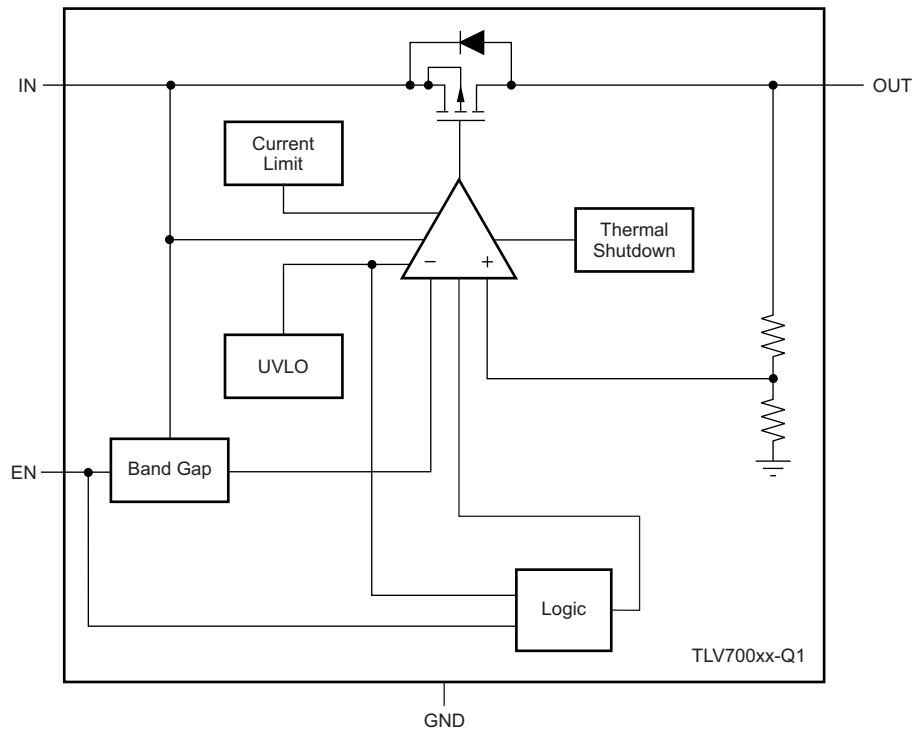 IN
OUT
Current
Limit
Thermal
Shutdown
−
+
UVLO
EN
Band Gap
Logic
TLV700xx-Q1
GND